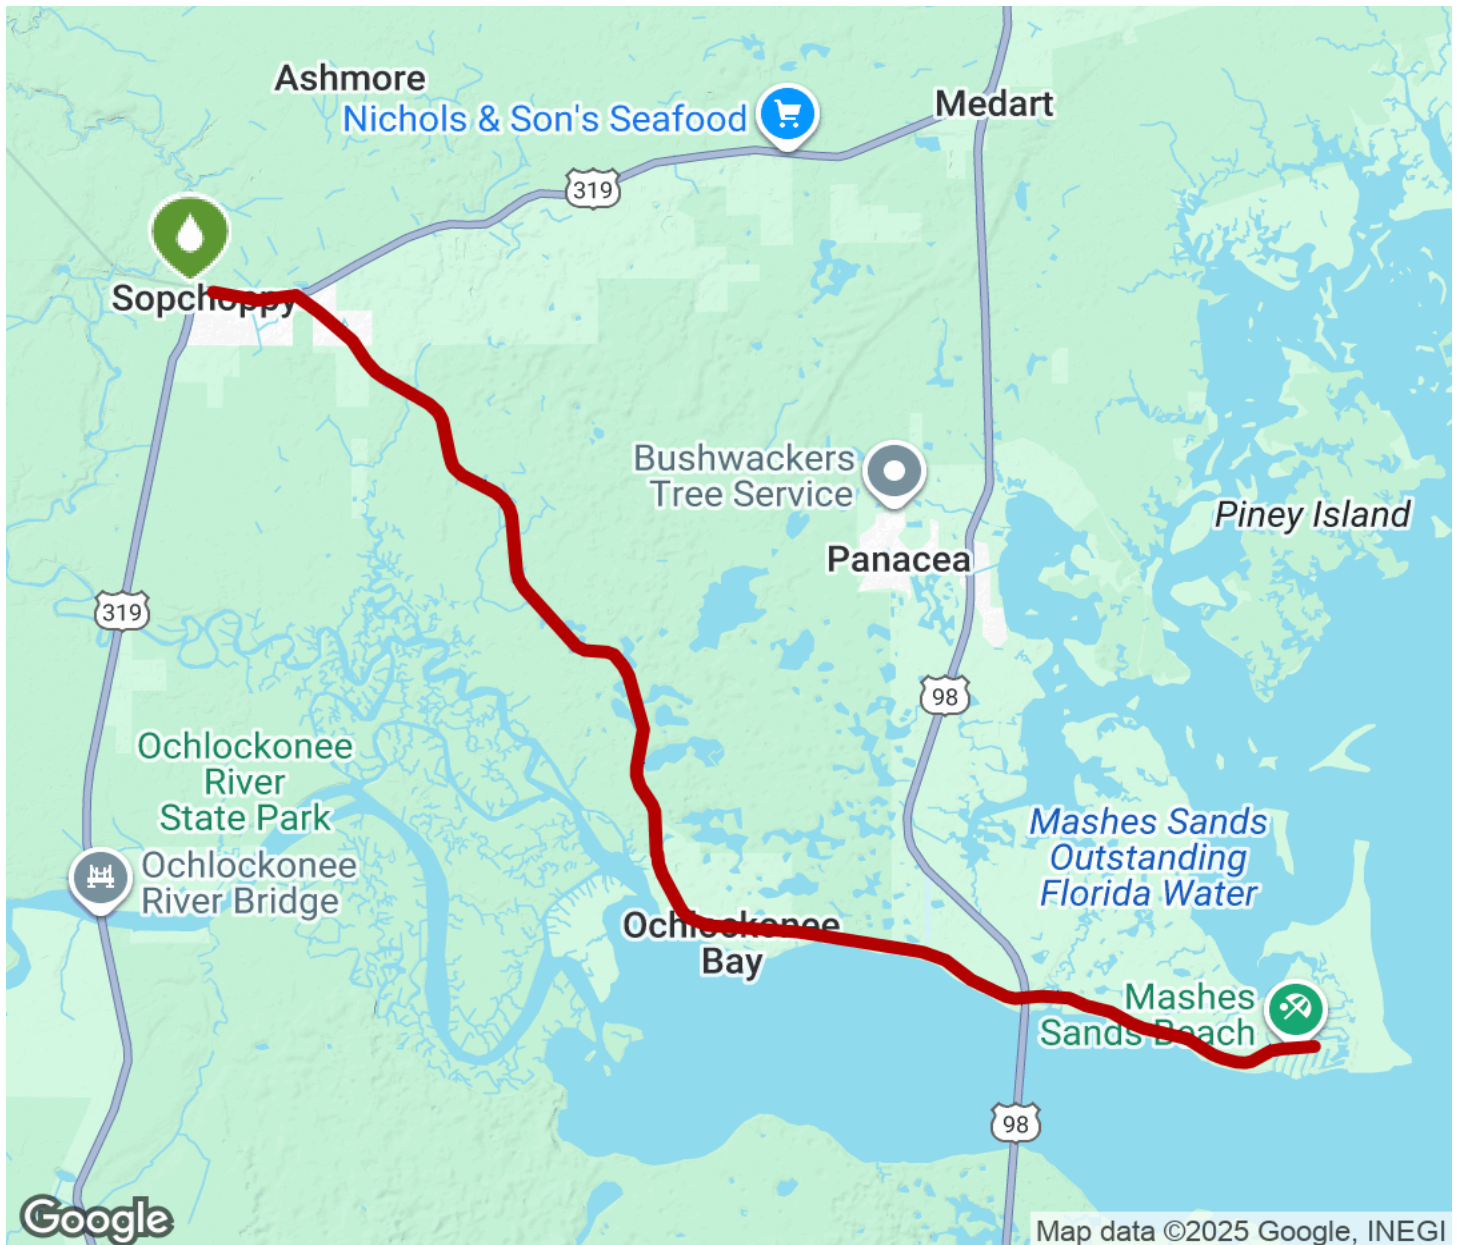 Ashmore
Nichols & Son's Seafood
Medart
319
Sopchoppy
Bushwackers
Tree Service
Piney Island
Panacea
319
98
Ochlockonee
River
State Park
Mashes Sands
Outstanding
Florida Water
Ochlockonee
River Bridge
Ochlockonee
Bay
Mashes
Sands Beach
98
Google
Map data ©2025 Google, INEGI